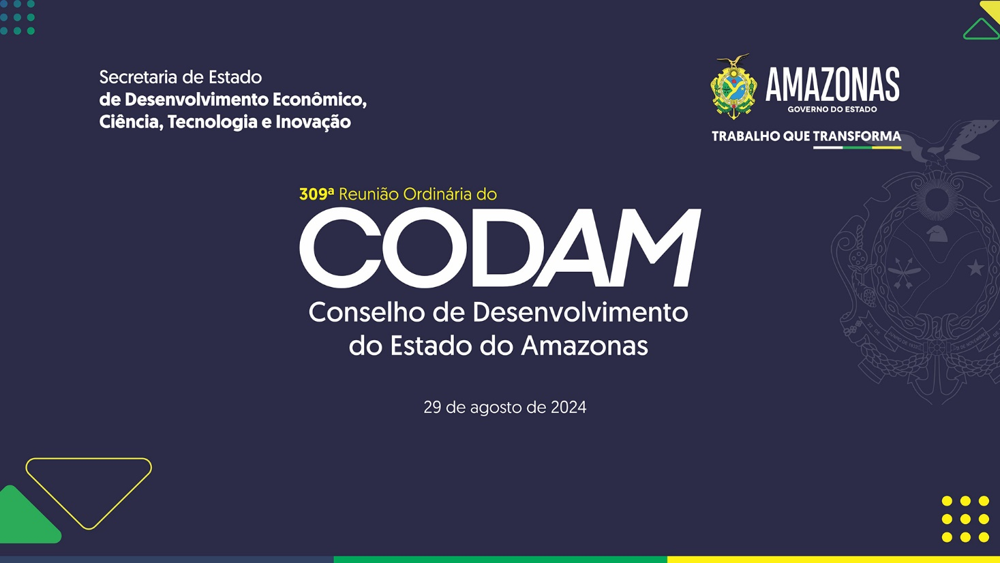 Secretaria de Estado
de Desenvolvimento Econômico,
Ciência, Tecnologia e Inovação
AMAZONAS
GOVERNO DO ESTADO
TRABALHO QUE TRANSFORMA
309ª Reunião Ordinária do
CODAM
Conselho de Desenvolvimento
do Estado do Amazonas
29 de agosto de 2024